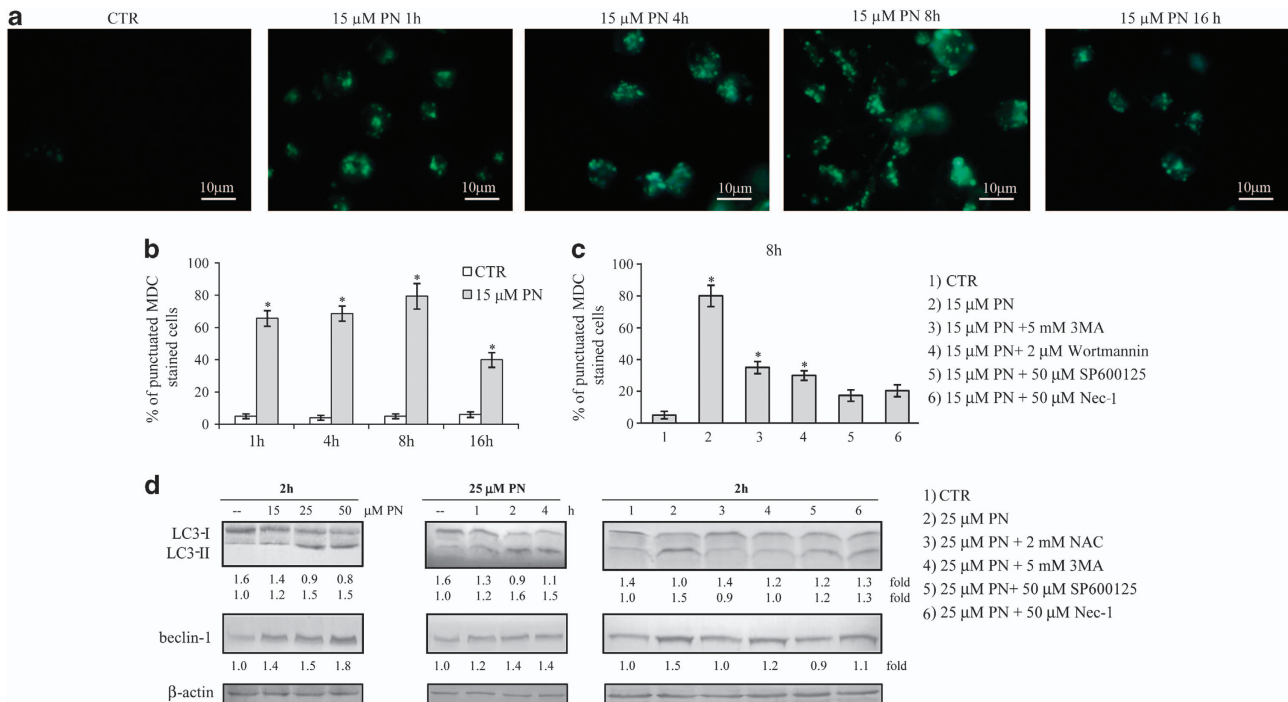 a
CTR
15 μM PN 1h
15 μM PN 4h
15 μM PN 8h
15 μM PN 16 h
10μm
10μm
10μm
10μm
10μm
b
% of punctuated MDC
stained cells
100
80
60
40
20
0
CTR
15 μM PN
*
*
*
*
1h
4h
8h
16h
c
8h
% of punctuated MDC
stained cells
100
80
60
40
20
0
*
*
*
1 2 3 4 5 6
1) CTR
2) 15 μM PN
3) 15 μM PN +5 mM 3MA
4) 15 μM PN+ 2 μM Wortmannin
5) 15 μM PN + 50 μM SP600125
6) 15 μM PN + 50 μM Nec-1
d
2h
-- 15 25 50 μM PN
25 μM PN
-- 1 2 4 h
2h
1 2 3 4 5 6
LC3-I
LC3-II
1.6 1.4 0.9 0.8
1.0 1.2 1.5 1.5
1.6 1.3 0.9 1.1
1.0 1.2 1.6 1.5
1.4 1.0 1.4 1.2 1.2 1.3 fold
1.0 1.5 0.9 1.0 1.2 1.3 fold
beclin-1
1.0 1.4 1.5 1.8
1.0 1.2 1.4 1.4
1.0 1.5 1.0 1.2 0.9 1.1 fold
β-actin
1) CTR
2) 25 μM PN
3) 25 μM PN + 2 mM NAC
4) 25 μM PN + 5 mM 3MA
5) 25 μM PN+ 50 μM SP600125
6) 25 μM PN + 50 μM Nec-1